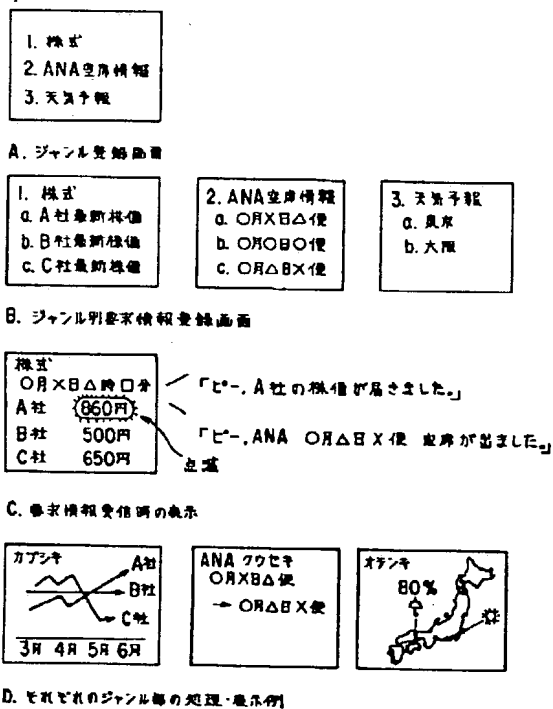 1. 株式
2. ANA空席情報
3. 天気予報
A. ジャンル登録画面
1. 株式
a. A社最新株価
b. B社最新株価
c. C社最新株価
2. ANA空席情報
a. 〇月×日△便
b. 〇月〇日〇便
c. 〇月△日×便
3. 天気予報
a. 東京
b. 大阪
B. ジャンル別要求情報登録画面
株式
〇月×日△時□分
A社 860円
B社 500円
C社 650円
「ピー、A社の株価が届きました。」
「ピー、ANA 〇月△日×便 空席が出ました。」
点滅
C. 要求情報受信時の表示
カブシキ
A社
B社
C社
3月 4月 5月 6月
ANA クウセキ
〇月×日△便
→ 〇月△日×便
オテンキ
80%
D. それぞれのジャンル毎の処理・表示例